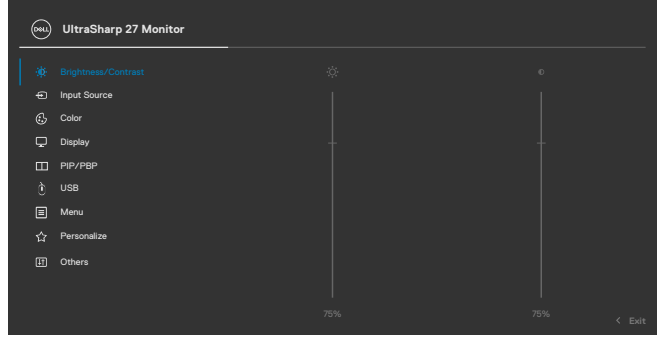 DELL
UltraSharp 27 Monitor
Brightness/Contrast
Input Source
Color
Display
PIP/PBP
USB
Menu
Personalize
Others
75%
75%
Exit